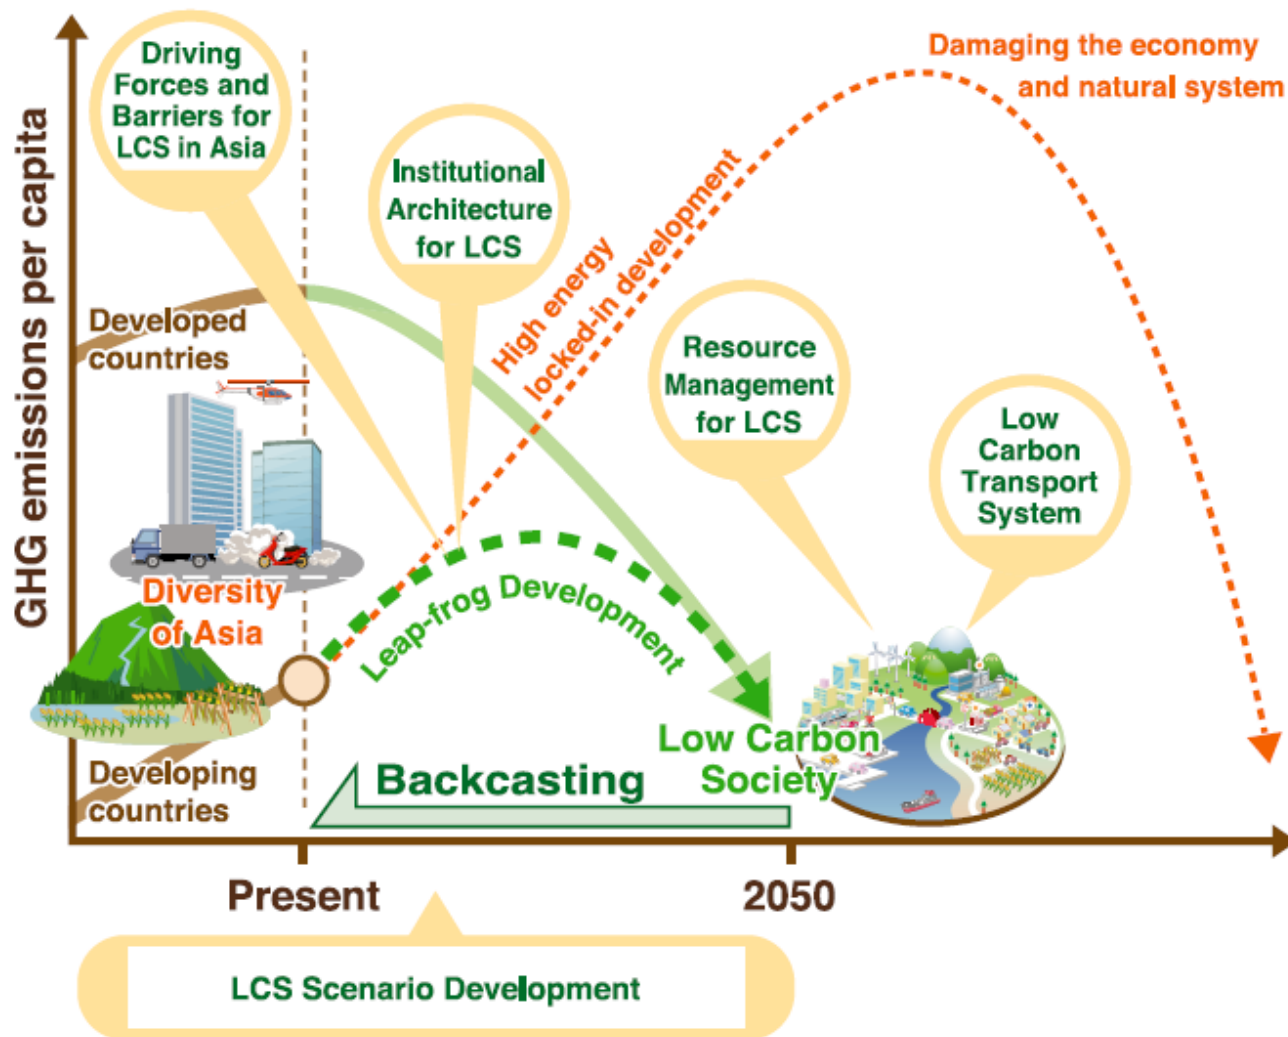 Driving
Forces and
Barriers for
LCS in Asia
Institutional
Architecture
for LCS
Damaging the economy
and natural system
High energy
locked-in development
GHG emissions per capita
Developed
countries
Resource
Management
for LCS
Low
Carbon
Transport
System
Diversity
of Asia
Leap-frog Development
Developing
countries
Backcasting
Low Carbon
Society
Present
2050
LCS Scenario Development